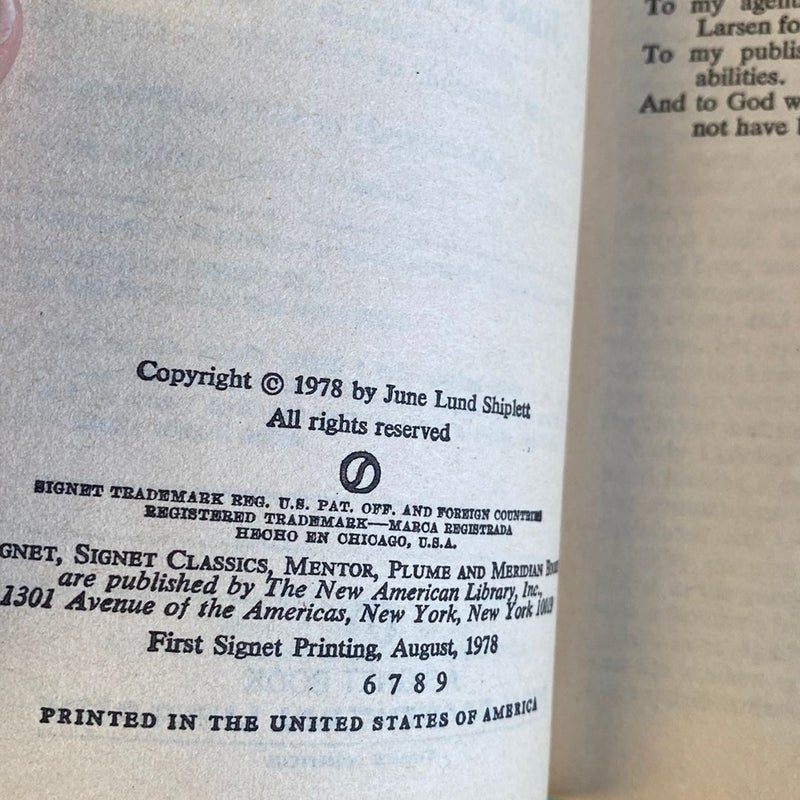 Copyright © 1978 by June Lund Shiplett
All rights reserved
SIGNET TRADEMARK REG. U.S. PAT. OFF. AND FOREIGN COUNTRIES
REGISTERED TRADEMARK—MARCA REGISTRADA
HECHO EN CHICAGO, U.S.A.
GNET, SIGNET CLASSICS, MENTOR, PLUME AND MERIDIAN
are published by The New American Library, Inc.,
1301 Avenue of the Americas, New York, New York 10019
First Signet Printing, August, 1978
6 7 8 9
PRINTED IN THE UNITED STATES OF AMERICA
To my agent
Larsen fo
To my publis
abilities.
And to God w
not have